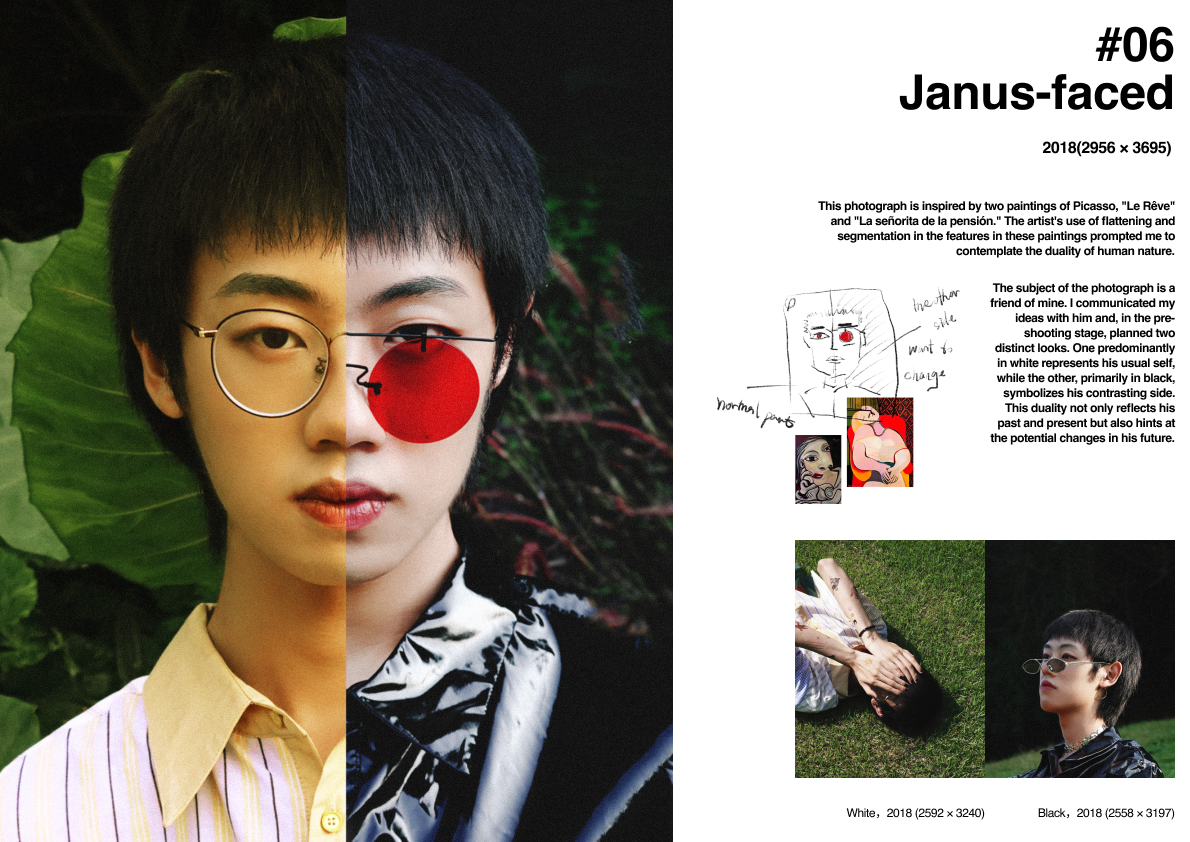 #06
Janus-faced
2018(2956 × 3695)
This photograph is inspired by two paintings of Picasso, "Le Rêve"
and "La señorita de la pensión." The artist's use of flattening and
segmentation in the features in these paintings prompted me to
contemplate the duality of human nature.
The subject of the photograph is a
friend of mine. I communicated my
ideas with him and, in the pre-
shooting stage, planned two
distinct looks. One predominantly
in white represents his usual self,
while the other, primarily in black,
symbolizes his contrasting side.
This duality not only reflects his
past and present but also hints at
the potential changes in his future.
the other
side
want to
change
normal parts
White，2018 (2592 × 3240)
Black，2018 (2558 × 3197)